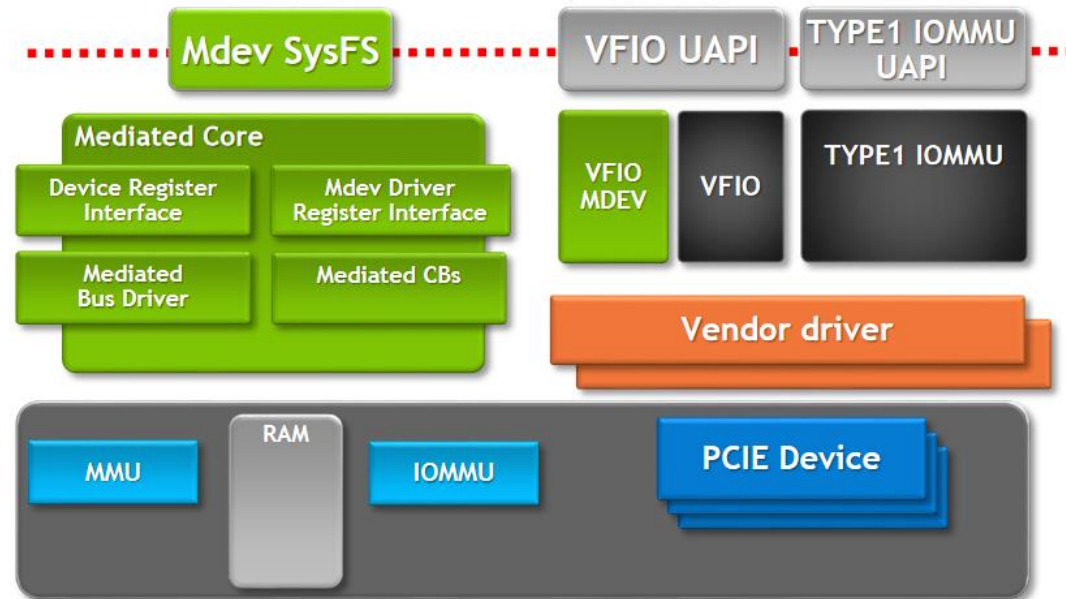 Mdev SysFS
VFIO UAPI
TYPE1 IOMMU
UAPI
Mediated Core
Device Register
Interface
Mdev Driver
Register Interface
Mediated
Bus Driver
Mediated CBs
VFIO
MDEV
VFIO
TYPE1 IOMMU
Vendor driver
MMU
RAM
IOMMU
PCIE Device